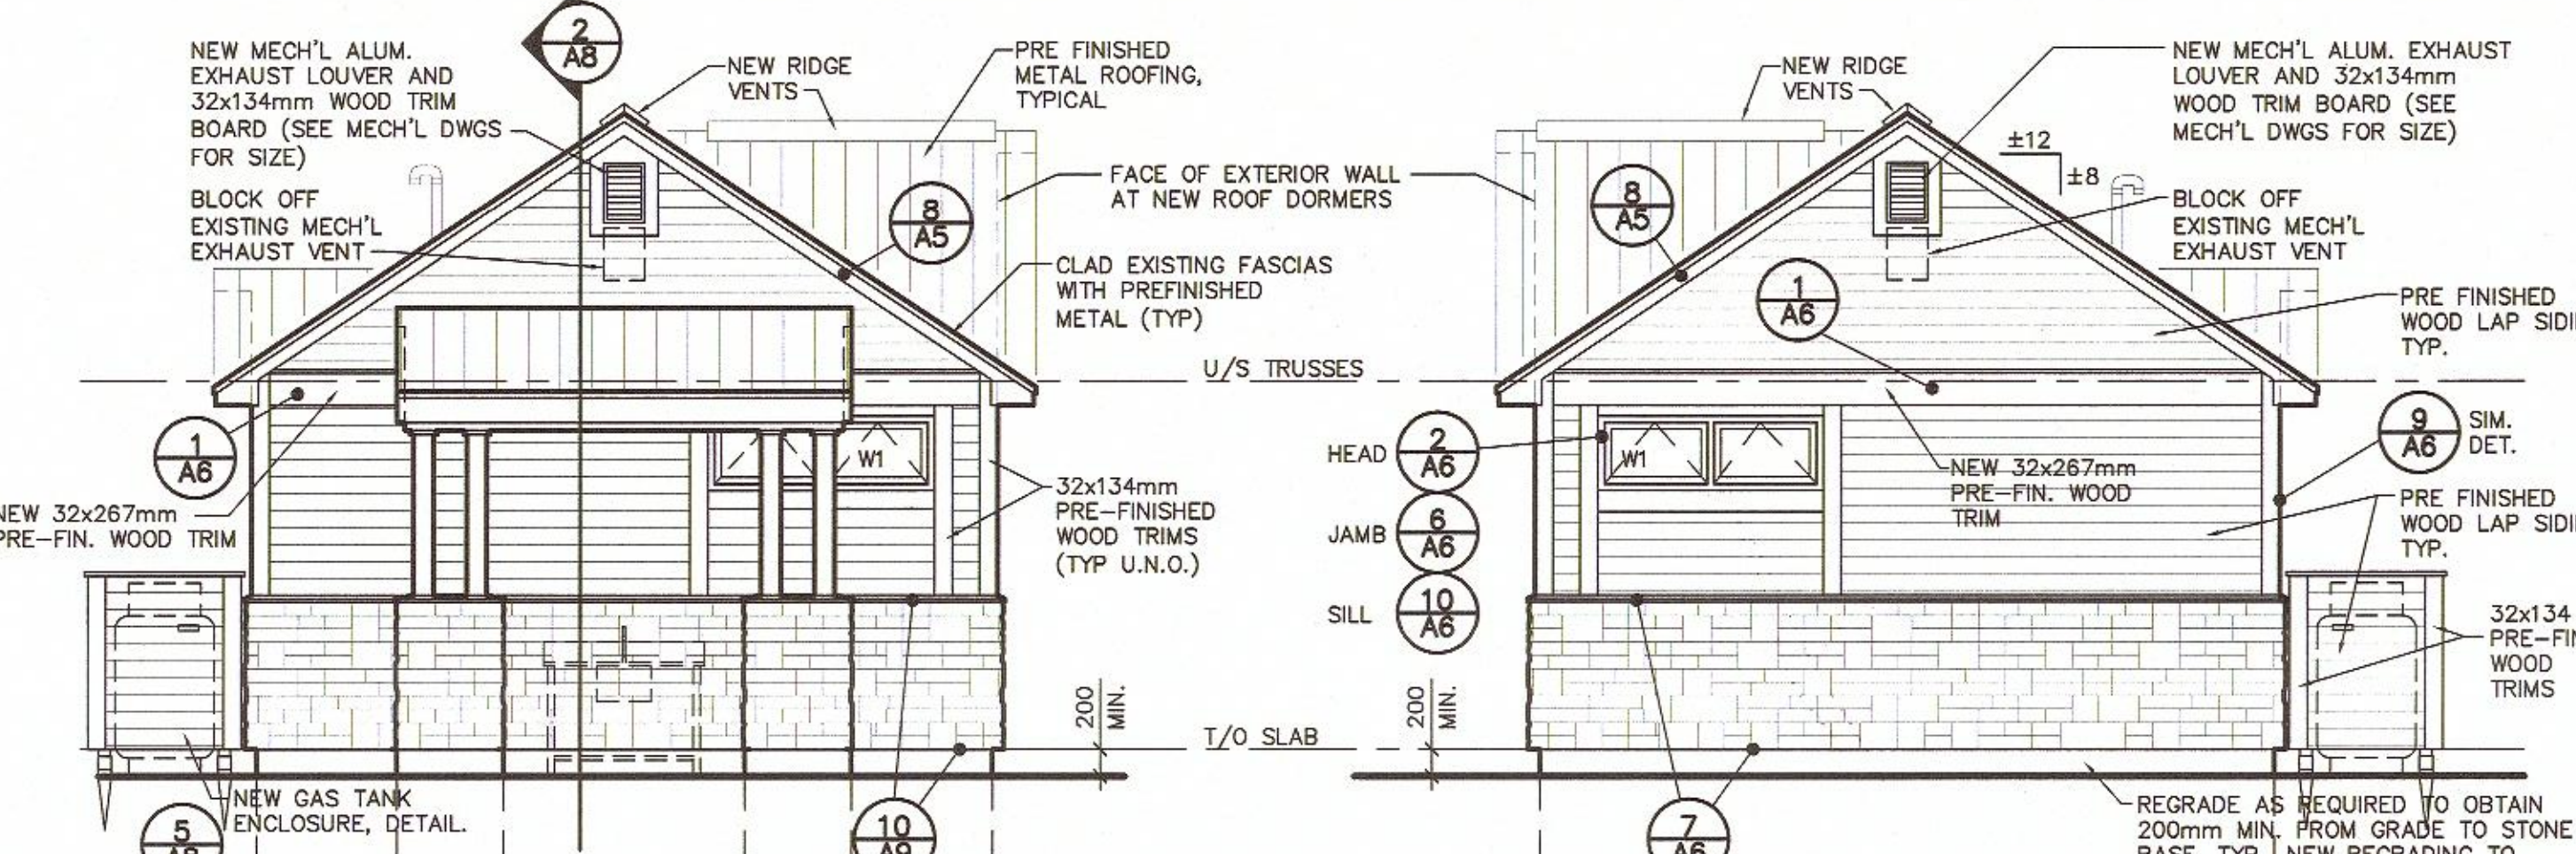 NEW MECH'L ALUM.
EXHAUST LOUVER AND
32x134mm WOOD TRIM
BOARD (SEE MECH'L DWGS
FOR SIZE)
BLOCK OFF
EXISTING MECH'L
EXHAUST VENT
2
A8
NEW RIDGE
VENTS
PRE FINISHED
METAL ROOFING,
TYPICAL
8
A5
FACE OF EXTERIOR WALL
AT NEW ROOF DORMERS
CLAD EXISTING FASCIAS
WITH PREFINISHED
METAL (TYP)
U/S TRUSSES
1
A6
NEW 32x267mm
PRE-FIN. WOOD TRIM
W1
32x134mm
PRE-FINISHED
WOOD TRIMS
(TYP U.N.O.)
200
MIN.
T/O SLAB
NEW GAS TANK
ENCLOSURE, DETAIL.
5
10
A9
NEW RIDGE
VENTS
NEW MECH'L ALUM. EXHAUST
LOUVER AND 32x134mm
WOOD TRIM BOARD (SEE
MECH'L DWGS FOR SIZE)
±12
±8
8
A5
BLOCK OFF
EXISTING MECH'L
EXHAUST VENT
1
A6
PRE FINISHED
WOOD LAP SIDI
TYP.
HEAD
2
A6
W1
NEW 32x267mm
PRE-FIN. WOOD
TRIM
9
A6
SIM.
DET.
JAMB
6
A6
PRE FINISHED
WOOD LAP SIDI
TYP.
SILL
10
A6
32x134
PRE-FIN
WOOD
TRIMS
200
MIN.
7
A6
REGRADE AS REQUIRED TO OBTAIN
200mm MIN. FROM GRADE TO STONE
BASE, TYP. NEW REGRADING TO